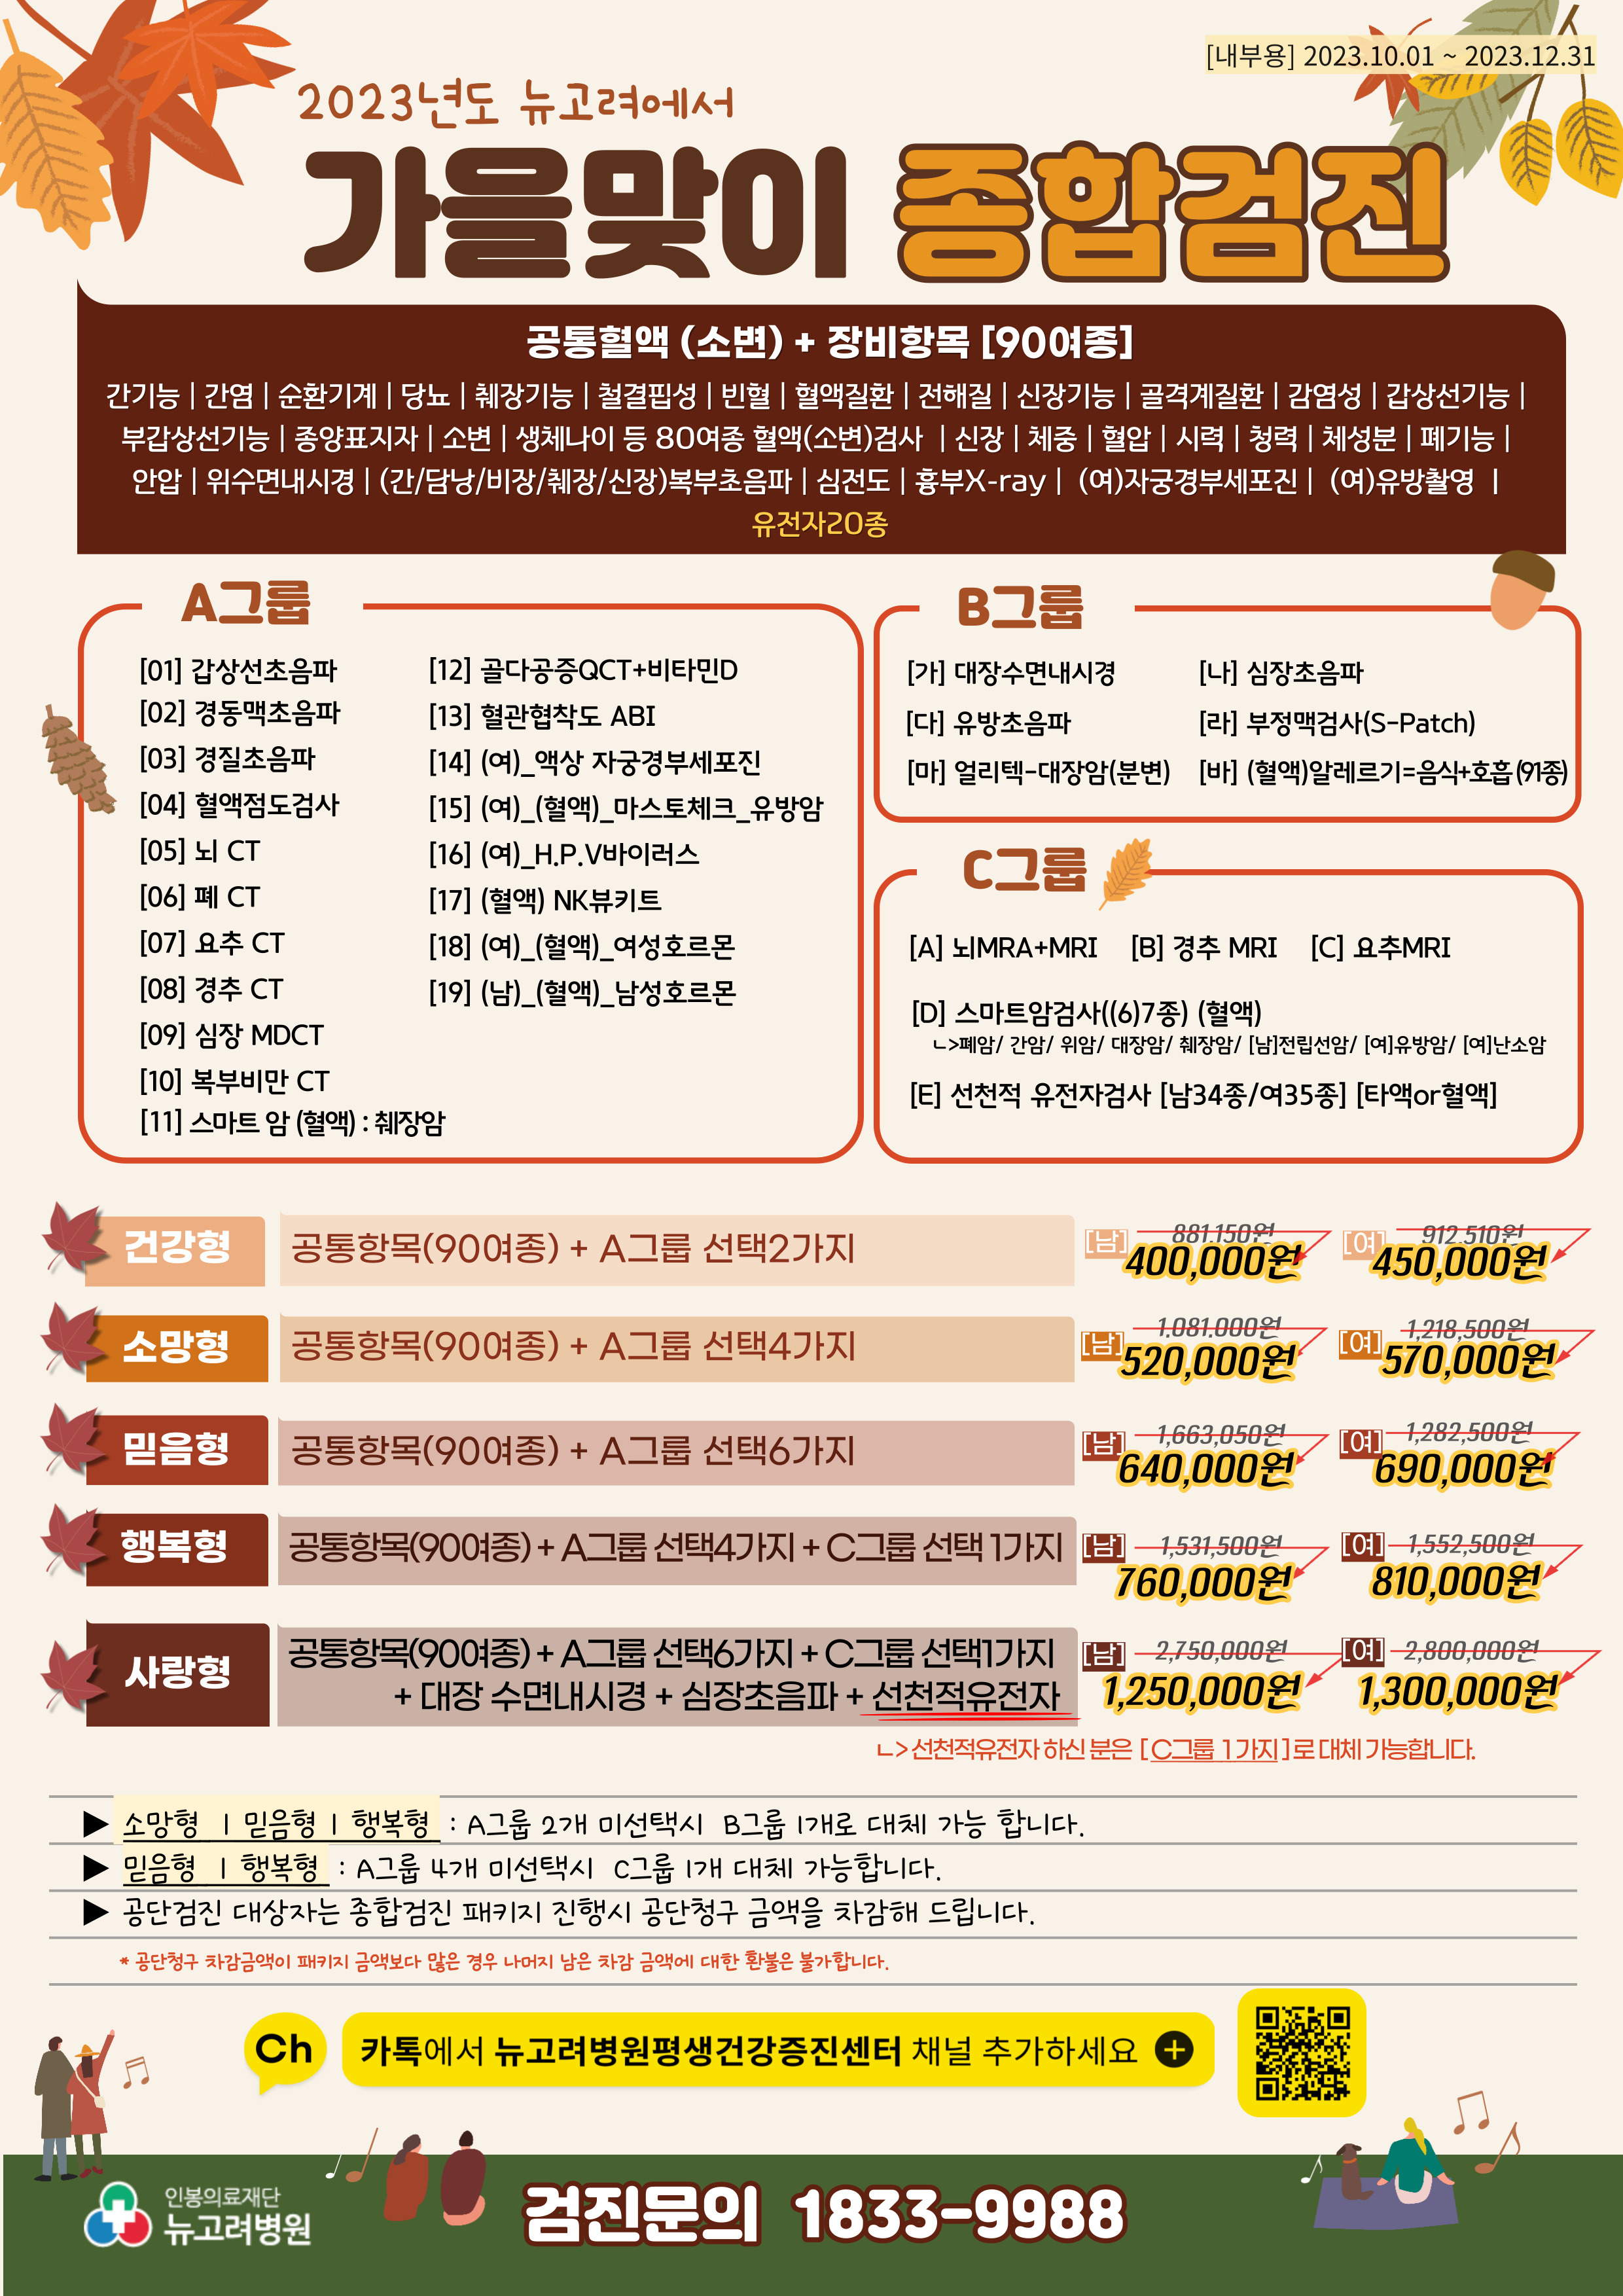 [내부용] 2023.10.01 ~ 2023.12.31
2023년도 뉴고려에서
가을맞이 종합검진
공통혈액 (소변) + 장비항목 [90여종]
간기능 | 간염 | 순환기계 | 당뇨 | 췌장기능 | 철결핍성 | 빈혈 | 혈액질환 | 전해질 | 신장기능 | 골격계질환 | 감염성 | 갑상선기능 |
부갑상선기능 | 종양표지자 | 소변 | 생체나이 등 80여종 혈액(소변)검사 | 신장 | 체중 | 혈압 | 시력 | 청력 | 체성분 | 폐기능 |
안압 | 위수면내시경 | (간/담낭/비장/췌장/신장)복부초음파 | 심전도 | 흉부X-ray | (여)자궁경부세포진 | (여)유방촬영 |
유전자20종
A그룹
[01] 갑상선초음파
[02] 경동맥초음파
[03] 경질초음파
[04] 혈액점도검사
[05] 뇌 CT
[06] 폐 CT
[07] 요추 CT
[08] 경추 CT
[09] 심장 MDCT
[10] 복부비만 CT
[11] 스마트 암 (혈액) : 췌장암
[12] 골다공증QCT+비타민D
[13] 혈관협착도 ABI
[14] (여)_액상 자궁경부세포진
[15] (여)_(혈액)_마스토체크_유방암
[16] (여)_H.P.V바이러스
[17] (혈액) NK뷰키트
[18] (여)_(혈액)_여성호르몬
[19] (남)_(혈액)_남성호르몬
B그룹
[가] 대장수면내시경 [나] 심장초음파
[다] 유방초음파 [라] 부정맥검사(S-Patch)
[마] 얼리텍-대장암(분변) [바] (혈액)알레르기=음식+호흡(91종)
C그룹
[A] 뇌MRA+MRI [B] 경추 MRI [C] 요추MRI
[D] 스마트암검사((6)7종) (혈액)
ㄴ>폐암/ 간암/ 위암/ 대장암/ 췌장암/ [남]전립선암/ [여]유방암/ [여]난소암
[E] 선천적 유전자검사 [남34종/여35종] [타액or혈액]
건강형 공통항목(90여종) + A그룹 선택2가지 [남] 881,150원 400,000원 [여] 912,510원 450,000원
소망형 공통항목(90여종) + A그룹 선택4가지 [남] 1,081,000원 520,000원 [여] 1,218,500원 570,000원
믿음형 공통항목(90여종) + A그룹 선택6가지 [남] 1,663,050원 640,000원 [여] 1,282,500원 690,000원
행복형 공통항목(90여종) + A그룹 선택4가지 + C그룹 선택 1가지 [남] 1,531,500원 760,000원 [여] 1,552,500원 810,000원
사랑형 공통항목(90여종) + A그룹 선택6가지 + C그룹 선택1가지
+ 대장 수면내시경 + 심장초음파 + 선천적유전자 [남] 2,750,000원 1,250,000원 [여] 2,800,000원 1,300,000원
ㄴ> 선천적유전자 하신 분은 [C그룹 1가지]로 대체 가능합니다.
▶ 소망형 | 믿음형 | 행복형 : A그룹 2개 미선택시 B그룹 1개로 대체 가능 합니다.
▶ 믿음형 | 행복형 : A그룹 4개 미선택시 C그룹 1개 대체 가능합니다.
▶ 공단검진 대상자는 종합검진 패키지 진행시 공단청구 금액을 차감해 드립니다.
* 공단청구 차감금액이 패키지 금액보다 많은 경우 나머지 남은 차감 금액에 대한 환불은 불가합니다.
Ch 카톡에서 뉴고려병원평생건강증진센터 채널 추가하세요 +
인봉의료재단
뉴고려병원
검진문의 1833-9988